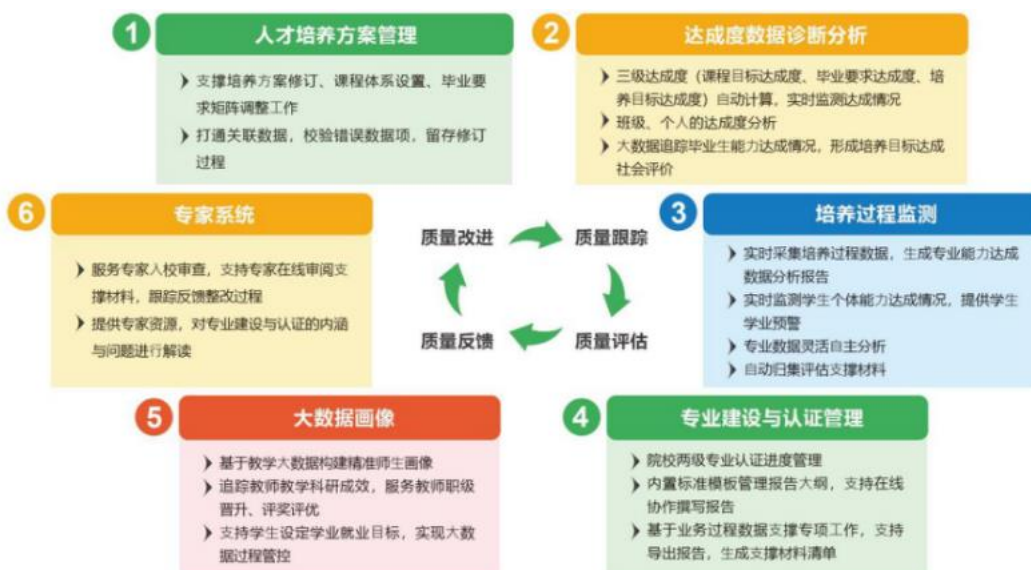 1 人才培养方案管理
支撑培养方案修订、课程体系设置、毕业要
求矩阵调整工作
打通关联数据，校验错误数据项，留存修订
过程
2 达成度数据诊断分析
三级达成度（课程目标达成度、毕业要求达成度、培
养目标达成度）自动计算，实时监测达成情况
班级、个人的达成度分析
大数据追踪毕业生能力达成情况，形成培养目标达成
社会评价
6 专家系统
服务专家入校审查，支持专家在线审阅支
撑材料，跟踪反馈整改过程
提供专家资源，对专业建设与认证的内涵
与问题进行解读
质量改进
质量跟踪
质量反馈
质量评估
3 培养过程监测
实时采集培养过程数据，生成专业能力达成
数据分析报告
实时监测学生个体能力达成情况，提供学生
学业预警
专业数据灵活自主分析
自动归集评估支撑材料
5 大数据画像
基于教学大数据构建精准师生画像
追踪教师教学科研成效，服务教师职级
晋升、评奖评优
支持学生设定学业就业目标，实现大数
据过程管控
4 专业建设与认证管理
院校两级专业认证进度管理
内置标准模板管理报告大纲，支持在线
协作撰写报告
基于业务过程数据支撑专项工作，支持
导出报告，生成支撑材料清单